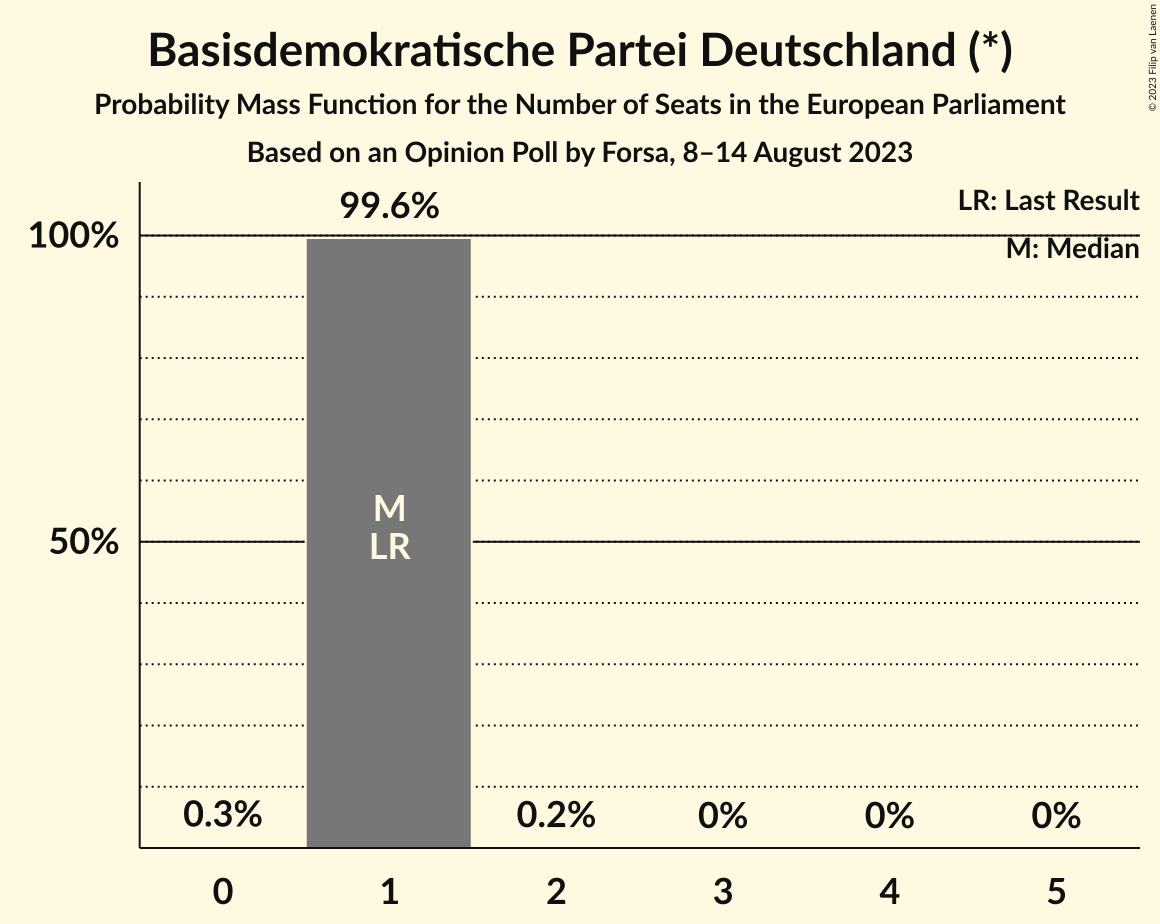 Basisdemokratische Partei Deutschland (*)
Probability Mass Function for the Number of Seats in the European Parliament
Based on an Opinion Poll by Forsa, 8–14 August 2023
© 2023 Filip van Laenen
LR: Last Result
M: Median
99.6%
100%
50%
M
LR
0.3%
0.2%
0%
0%
0%
0
1
2
3
4
5